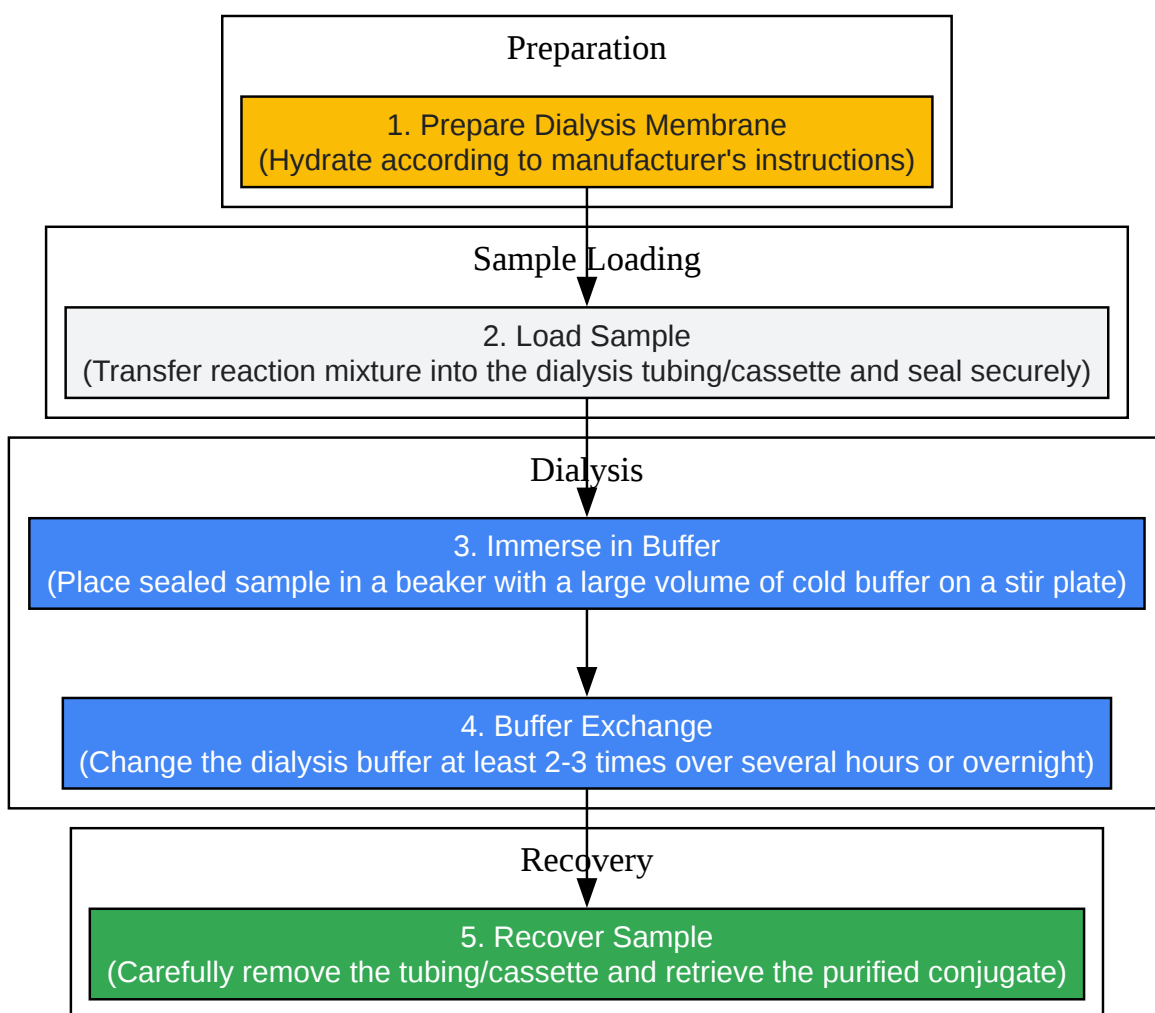 Preparation
1. Prepare Dialysis Membrane
(Hydrate according to manufacturer's instructions)
Sample Loading
2. Load Sample
(Transfer reaction mixture into the dialysis tubing/cassette and seal securely)
Dialysis
3. Immerse in Buffer
(Place sealed sample in a beaker with a large volume of cold buffer on a stir plate)
4. Buffer Exchange
(Change the dialysis buffer at least 2-3 times over several hours or overnight)
Recovery
5. Recover Sample
(Carefully remove the tubing/cassette and retrieve the purified conjugate)